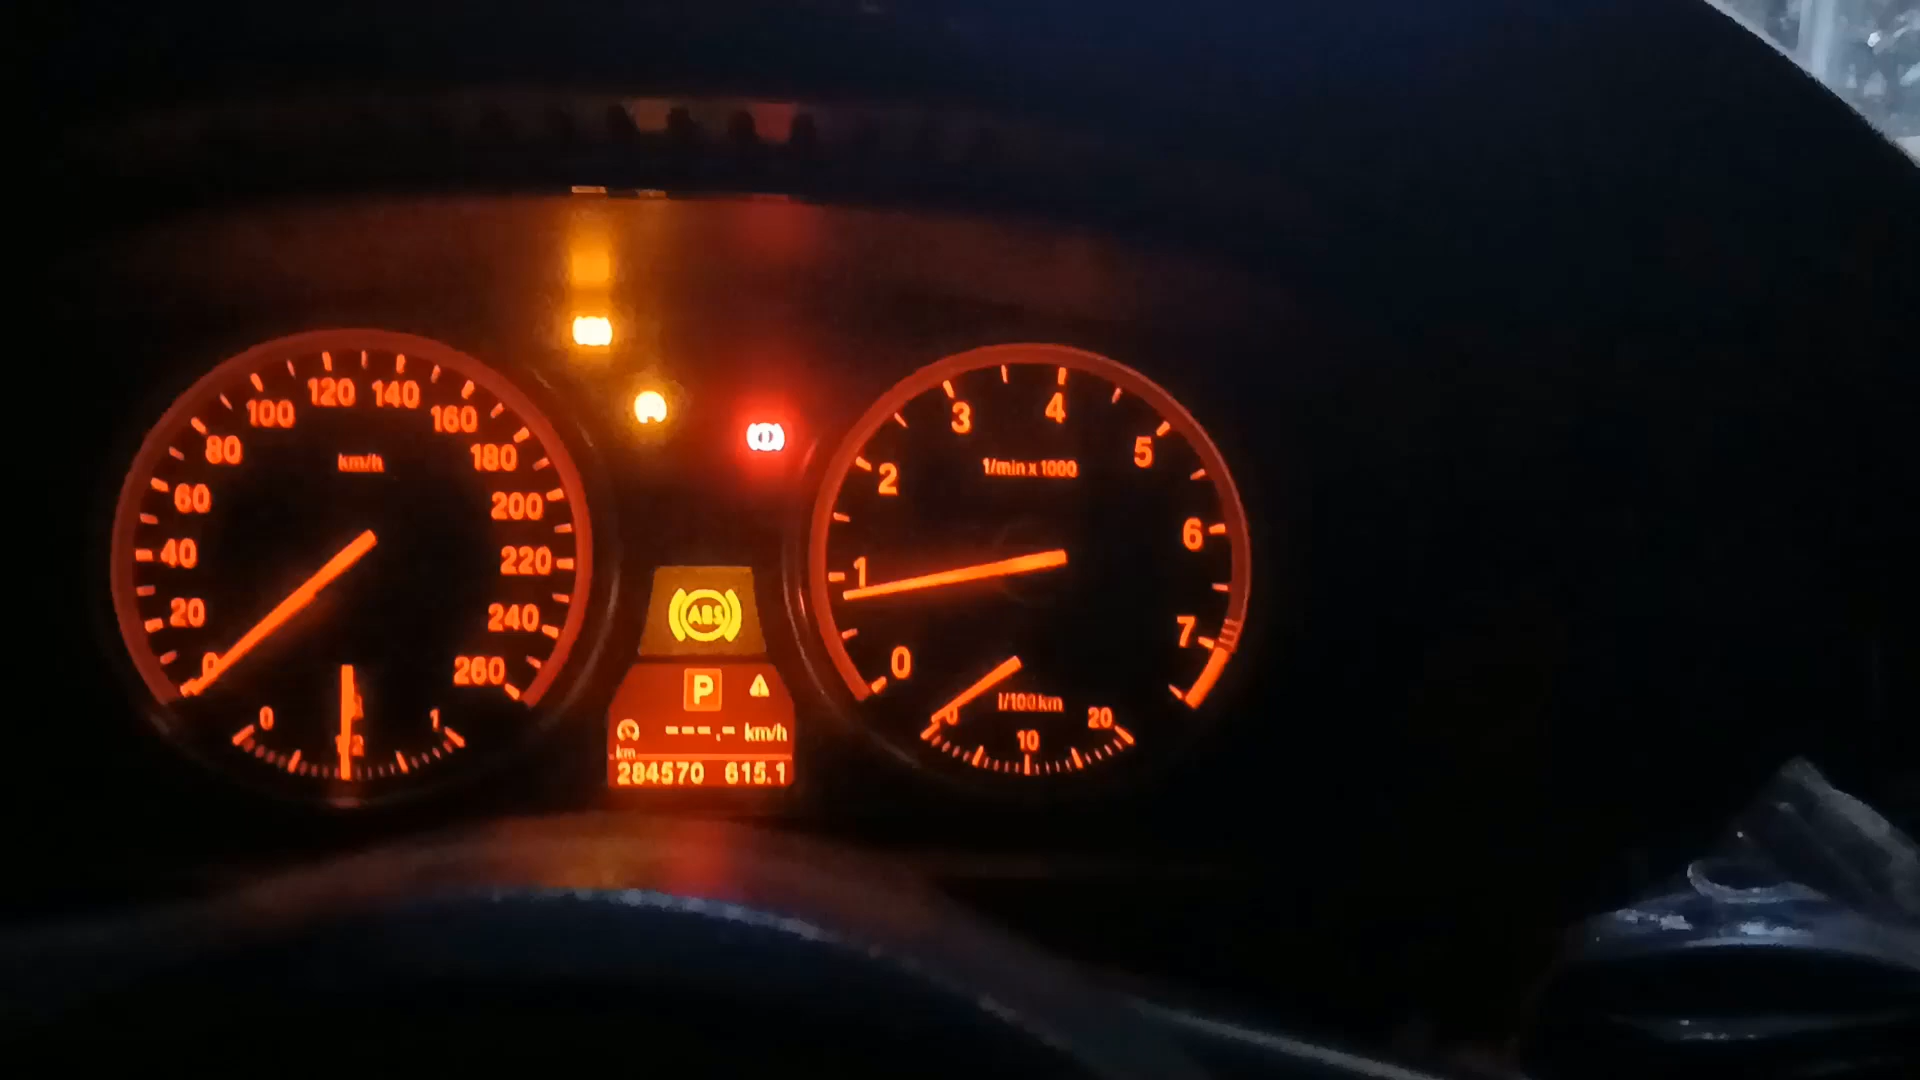 120 140
100 160
80 180
km/h
60 200
40 220
20 240
0 260
0 1/2 1
3 4
2 5
1/min x 1000
1 6
0 7
l/100km
0 10 20
ABS
P
---.- km/h
km
284570 615.1